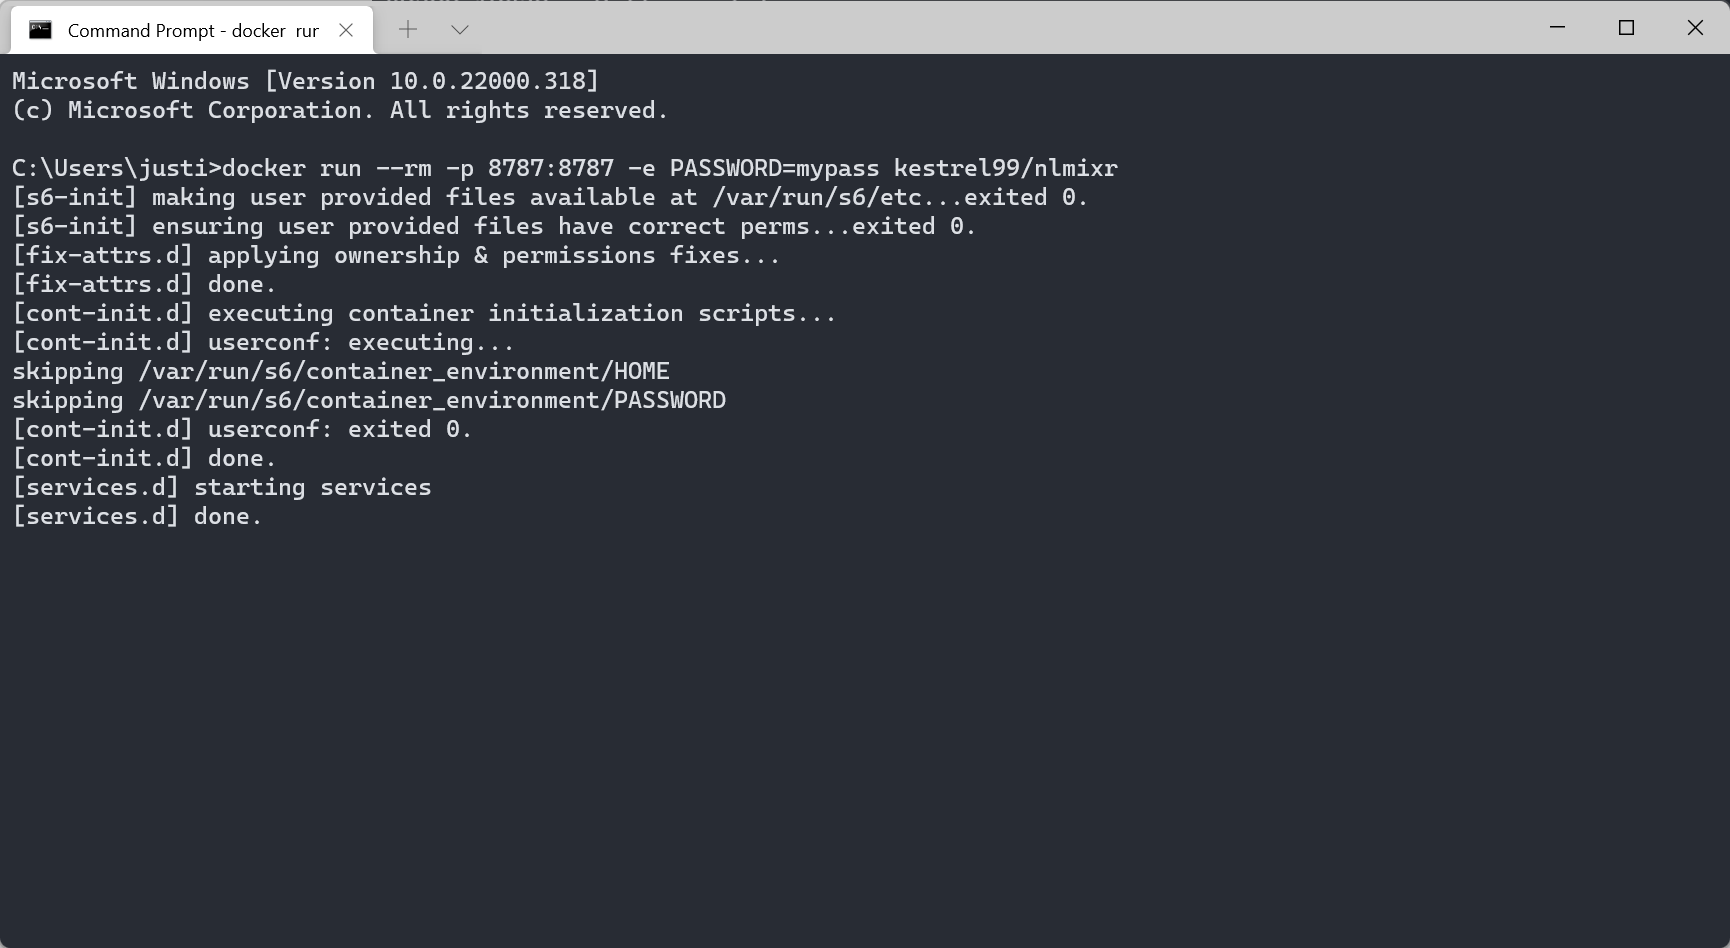 Command Prompt - docker  rur
Microsoft Windows [Version 10.0.22000.318]
(c) Microsoft Corporation. All rights reserved.
C:\Users\justi>docker run --rm -p 8787:8787 -e PASSWORD=mypass kestrel99/nlmixr
[s6-init] making user provided files available at /var/run/s6/etc...exited 0.
[s6-init] ensuring user provided files have correct perms...exited 0.
[fix-attrs.d] applying ownership & permissions fixes...
[fix-attrs.d] done.
[cont-init.d] executing container initialization scripts...
[cont-init.d] userconf: executing...
skipping /var/run/s6/container_environment/HOME
skipping /var/run/s6/container_environment/PASSWORD
[cont-init.d] userconf: exited 0.
[cont-init.d] done.
[services.d] starting services
[services.d] done.